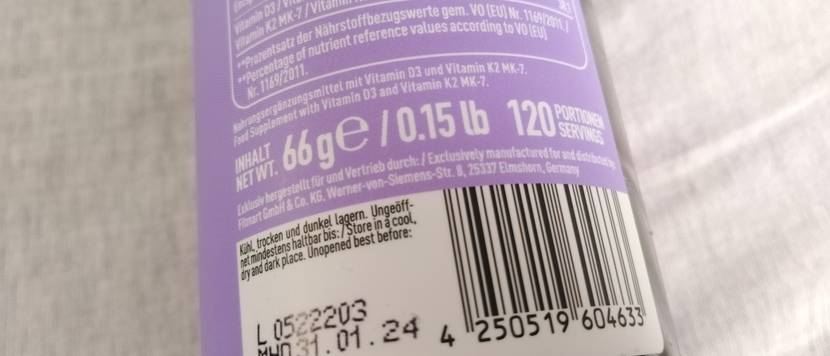 Vitamin D3 /
Vitamin K2 MK-7 / Vitamin
**Prozentsatz der Nährstoffbezugswerte gem. VO (EU) Nr. 1169/2011. /
**Percentage of nutrient reference values according to VO (EU)
Nr. 1169/2011.
Nahrungsergänzungsmittel mit Vitamin D3 und Vitamin K2 MK-7.
Food Supplement with Vitamin D3 and Vitamin K2 MK-7.
INHALT
NET WT. 66 g e / 0.15 lb 120 PORTIONEN
SERVINGS
Exklusiv hergestellt für und Vertrieb durch: / Exclusively manufactured for and distributed
Fitmart GmbH & Co. KG, Werner-von-Siemens-Str. 8, 25337 Elmshorn, Germany
Kühl, trocken und dunkel lagern. Ungeöff-
net mindestens haltbar bis: / Store in a cool,
dry and dark place. Unopened best before:
L 0522203
MHD 31.01.24
4 250519 604633